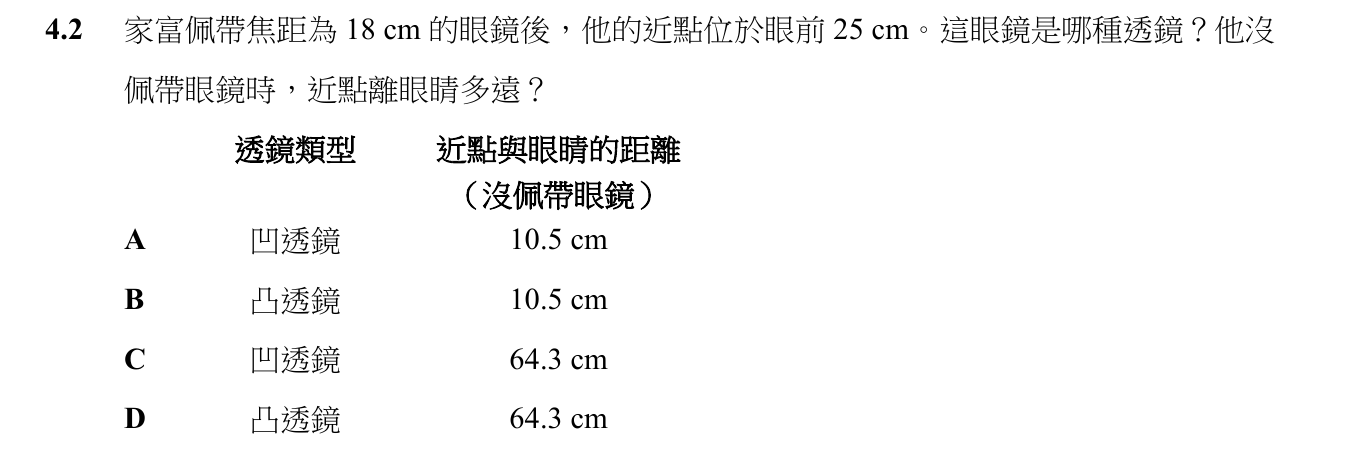 4.2 家富佩帶焦距為 18 cm 的眼鏡後，他的近點位於眼前 25 cm。這眼鏡是哪種透鏡？他沒
佩帶眼鏡時，近點離眼睛多遠？
透鏡類型 近點與眼睛的距離
（沒佩帶眼鏡）
A 凹透鏡 10.5 cm
B 凸透鏡 10.5 cm
C 凹透鏡 64.3 cm
D 凸透鏡 64.3 cm